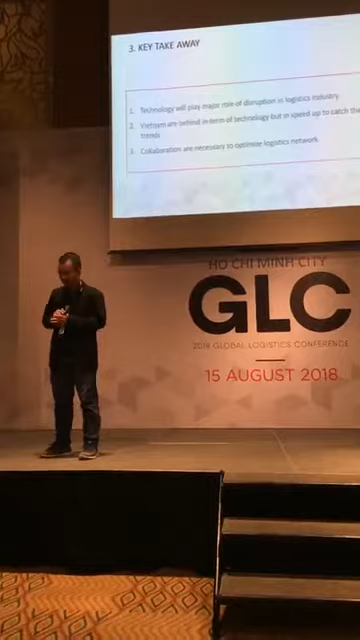 3. KEY TAKE AWAY
1. Technology will play major role of disruption in logistics industry.
2. Vietnam are behind in term of technology but in speed up to catch the
trends
3. Collaboration are necessary to optimise logistics network
HO CHI MINH CITY
GLC
2018 GLOBAL LOGISTICS CONFERENCE
15 AUGUST 2018